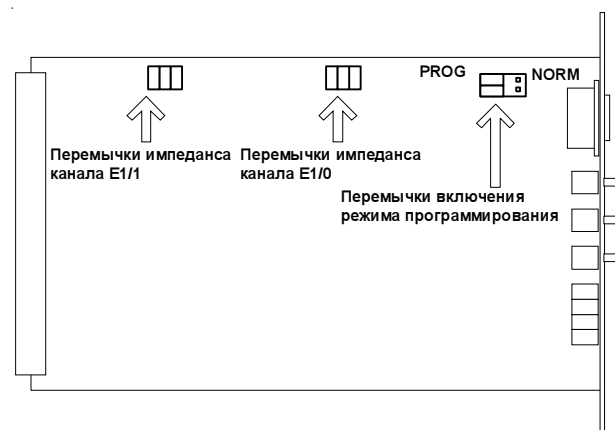 PROG
NORM
Перемычки импеданса
канала E1/1
Перемычки импеданса
канала E1/0
Перемычки включения
режима программирования